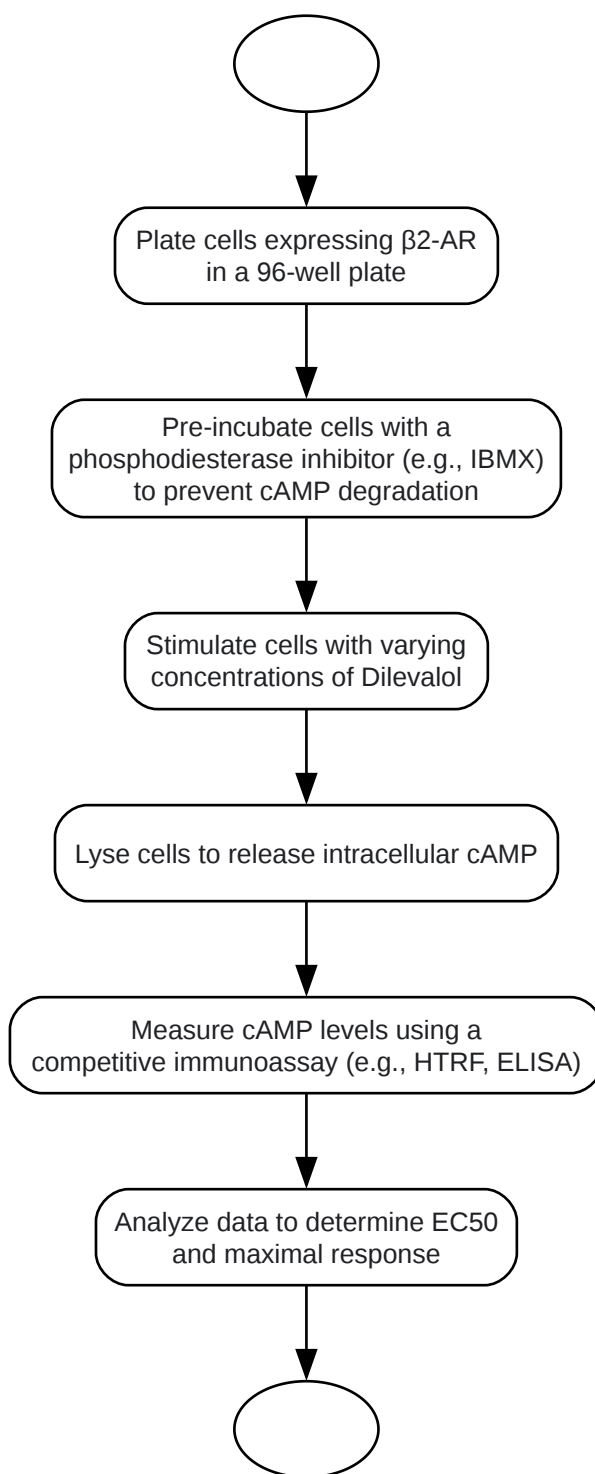 Plate cells expressing β2-AR
in a 96-well plate
Pre-incubate cells with a
phosphodiesterase inhibitor (e.g., IBMX)
to prevent cAMP degradation
Stimulate cells with varying
concentrations of Dilevalol
Lyse cells to release intracellular cAMP
Measure cAMP levels using a
competitive immunoassay (e.g., HTRF, ELISA)
Analyze data to determine EC50
and maximal response